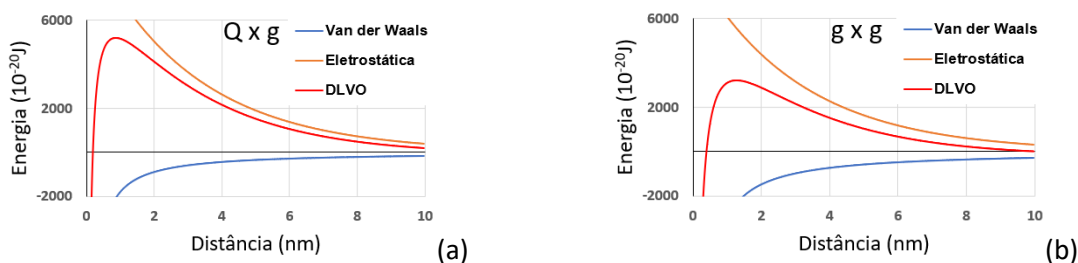 Q x g
Energia (10⁻²⁰J)
6000
2000
-2000
Van der Waals
Eletrostática
DLVO
0 2 4 6 8 10
Distância (nm)
(a)
g x g
Energia (10⁻²⁰J)
6000
2000
-2000
Van der Waals
Eletrostática
DLVO
0 2 4 6 8 10
Distância (nm)
(b)